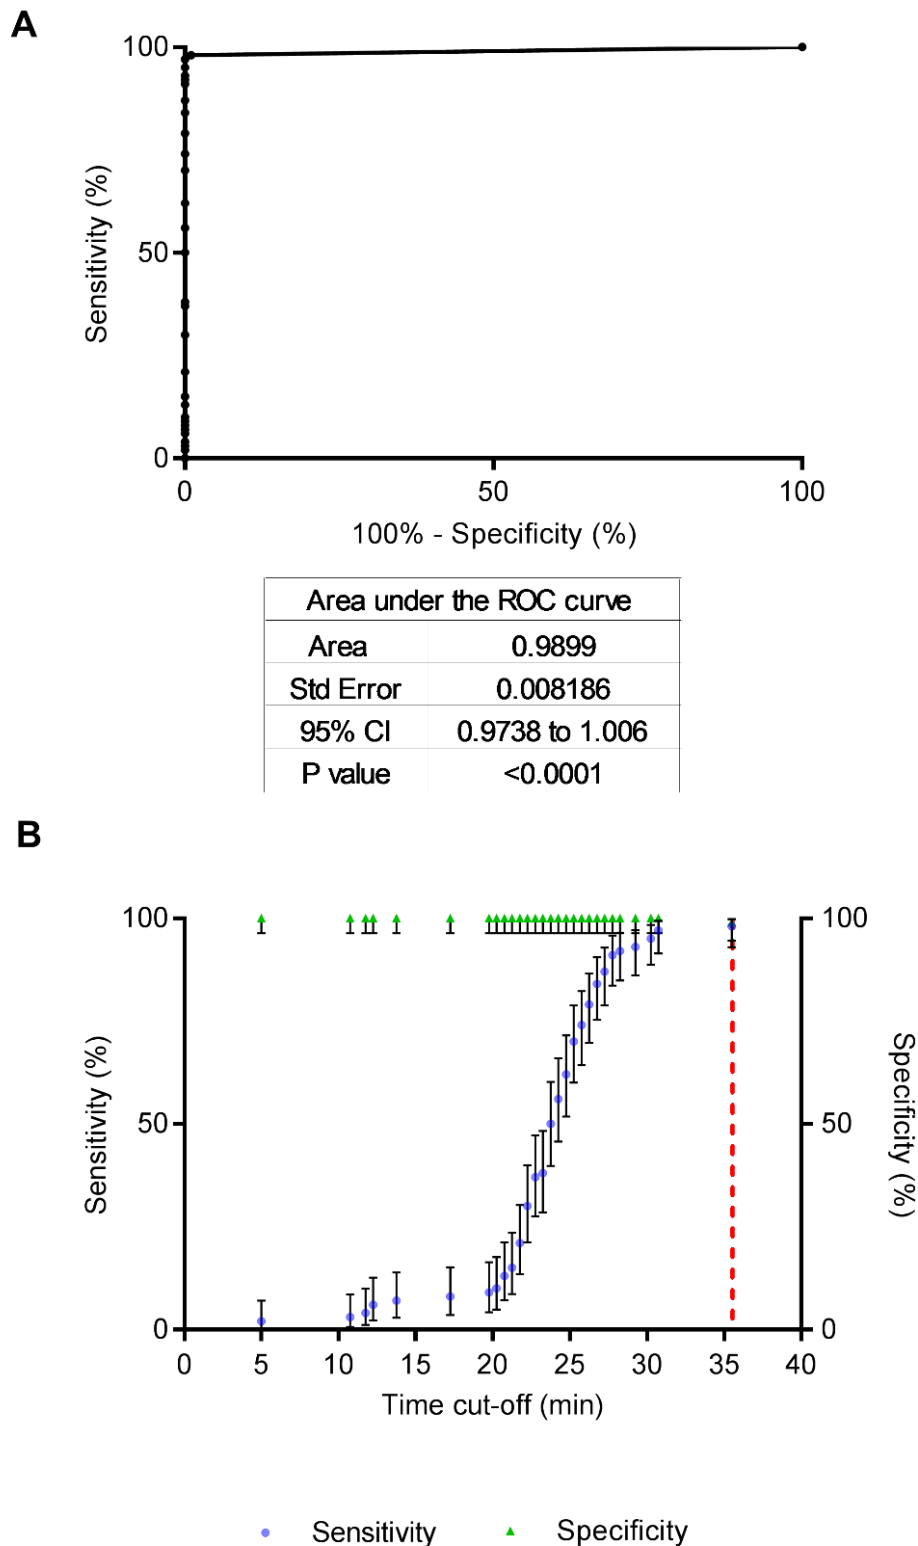 A
100
Sensitivity (%)
50
0
0 50 100
100% - Specificity (%)
Area under the ROC curve
Area 0.9899
Std Error 0.008186
95% CI 0.9738 to 1.006
P value <0.0001
B
100 100
Sensitivity (%)
Specificity (%)
50 50
0 0
0 5 10 15 20 25 30 35 40
Time cut-off (min)
Sensitivity Specificity